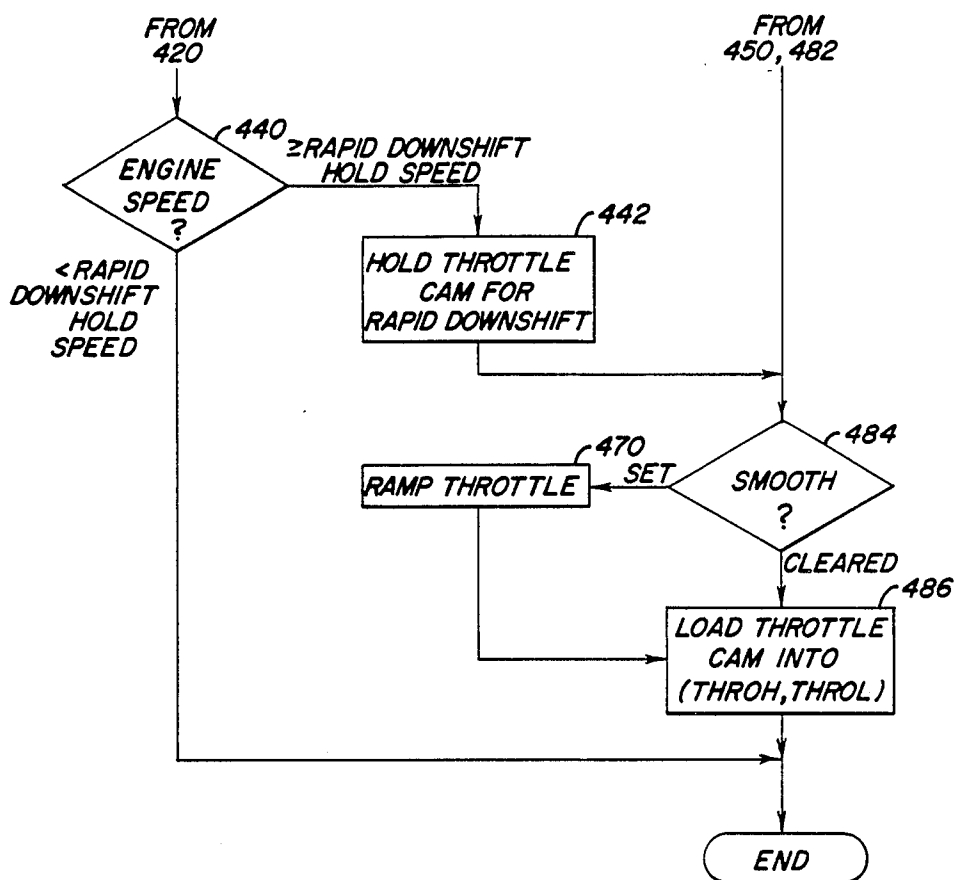 FROM
420
FROM
450, 482
440
ENGINE
SPEED
?
≥RAPID DOWNSHIFT
HOLD SPEED
<RAPID
DOWNSHIFT
HOLD
SPEED
442
HOLD THROTTLE
CAM FOR
RAPID DOWNSHIFT
484
SMOOTH
?
SET
470
RAMP THROTTLE
CLEARED
486
LOAD THROTTLE
CAM INTO
(THROH,THROL)
END